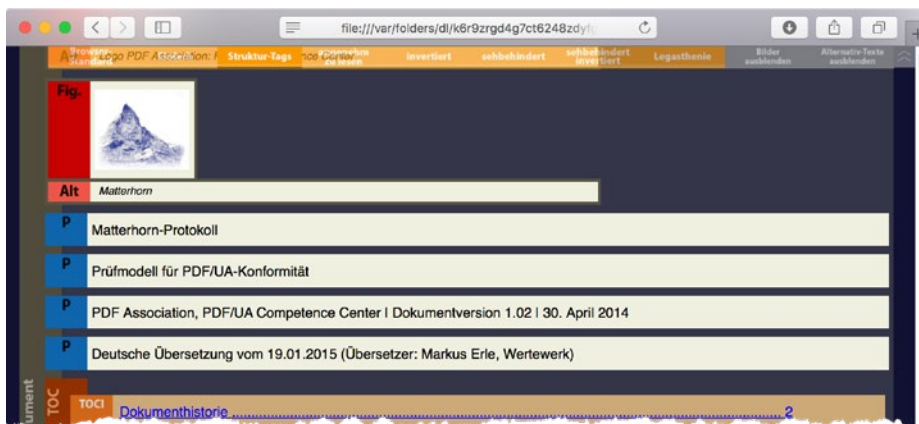 file:///var/folders/dl/k6r9zrgd4g7ct6248zdyf
Struktur-Tags
invertiert
sehbehindert
sehbehindert invertiert
Legasthenie
Bilder ausblenden
Alternativ-Texte ausblenden
Fig.
Alt Matterhorn
P Matterhorn-Protokoll
P Prüfmodell für PDF/UA-Konformität
P PDF Association, PDF/UA Competence Center | Dokumentversion 1.02 | 30. April 2014
P Deutsche Übersetzung vom 19.01.2015 (Übersetzer: Markus Erle, Wertewerk)
TOC
TOCI Dokumenthistorie 2